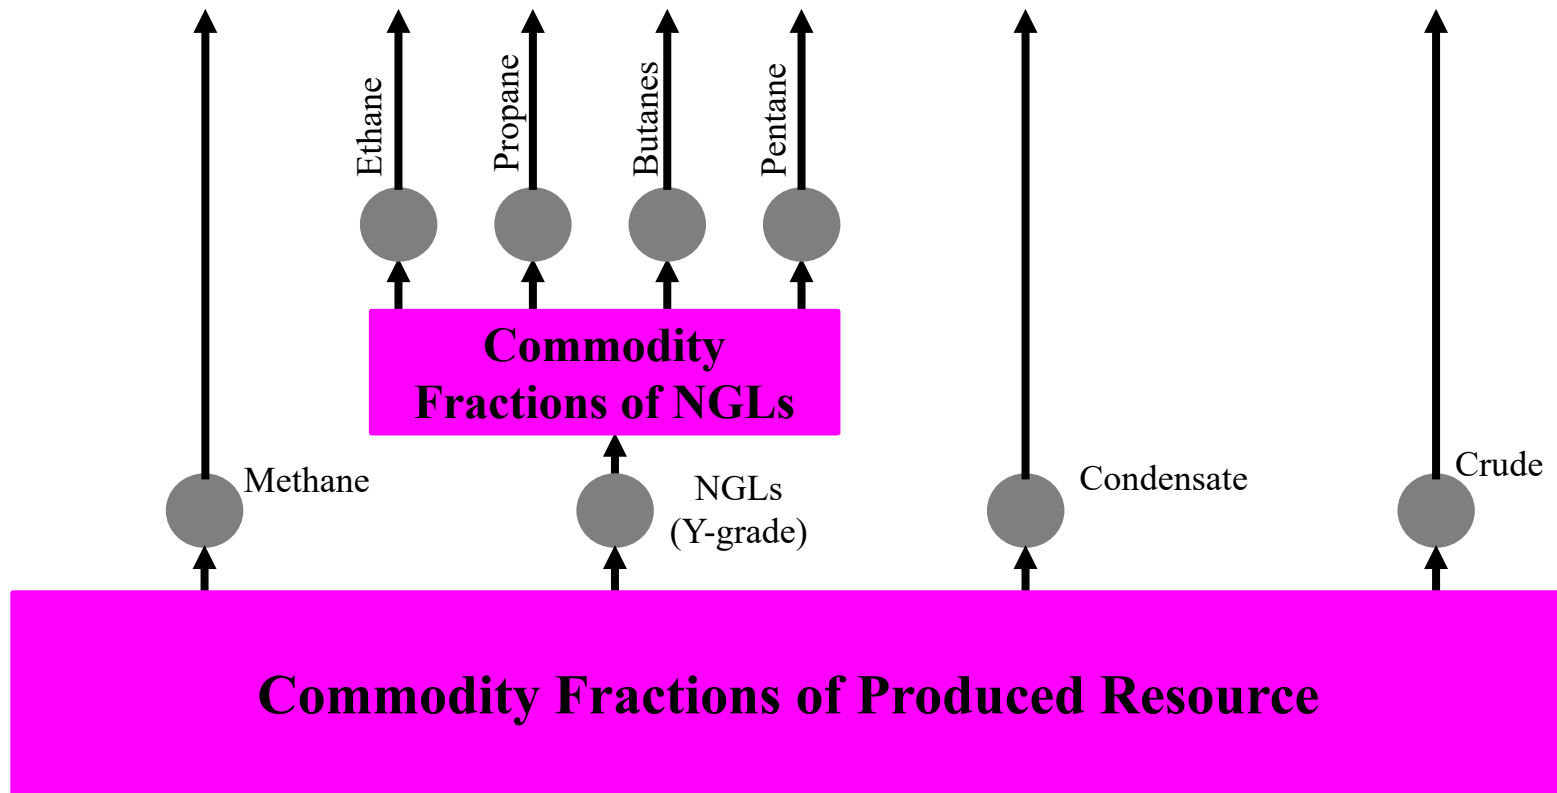 Ethane
Propane
Butanes
Pentane
Commodity
Fractions of NGLs
Methane
NGLs
(Y-grade)
Condensate
Crude
Commodity Fractions of Produced Resource